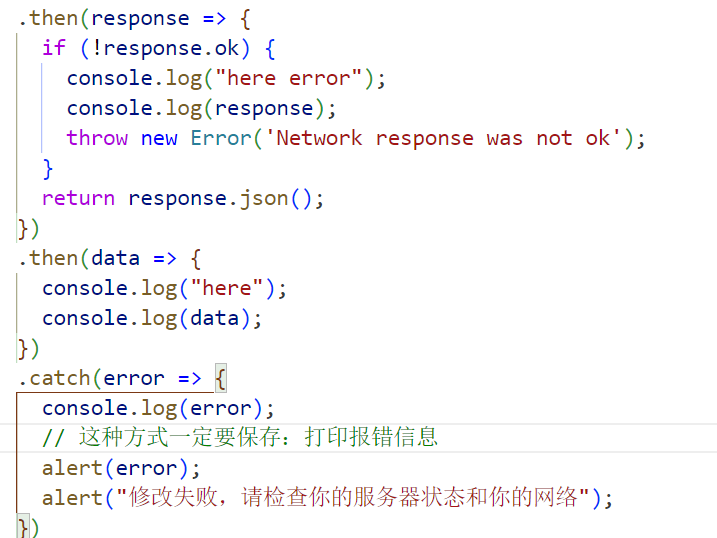 .then(response => {
if (!response.ok) {
console.log("here error");
console.log(response);
throw new Error('Network response was not ok');
}
return response.json();
})
.then(data => {
console.log("here");
console.log(data);
})
.catch(error => {
console.log(error);
// 这种方式一定要保存：打印报错信息
alert(error);
alert("修改失败，请检查你的服务器状态和你的网络");
})